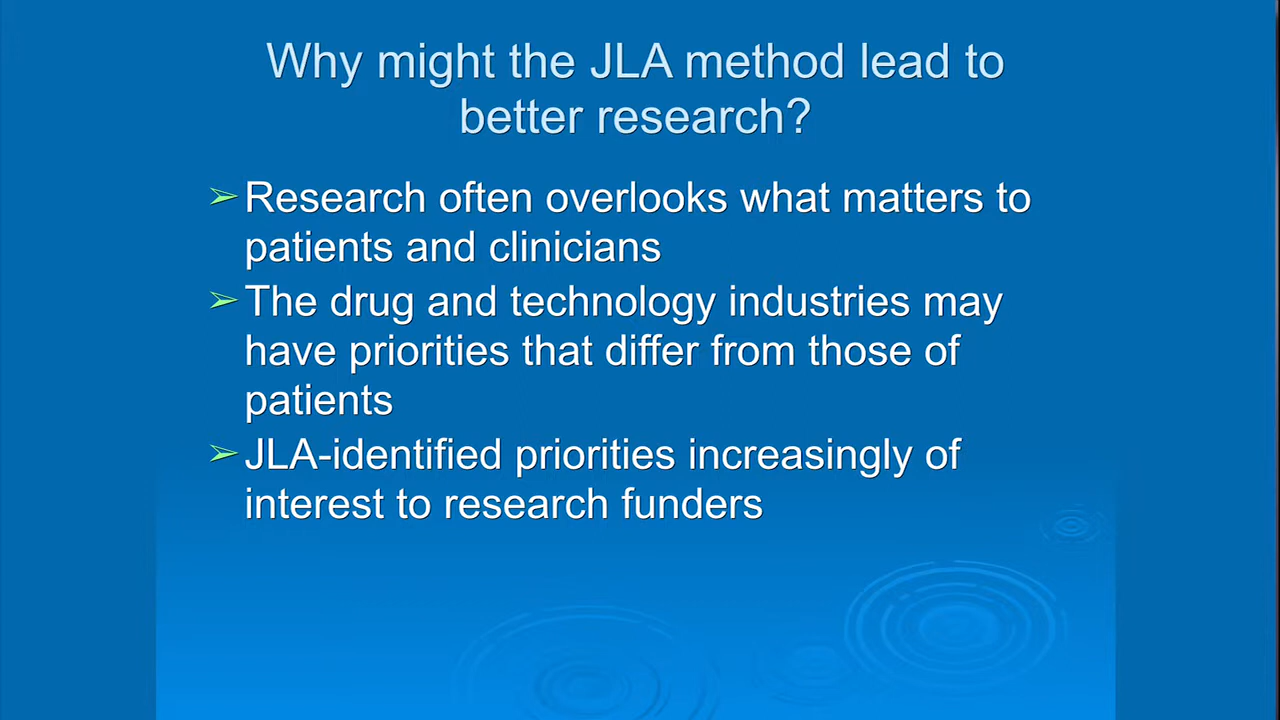 Why might the JLA method lead to
better research?
➢Research often overlooks what matters to
patients and clinicians
➢The drug and technology industries may
have priorities that differ from those of
patients
➢JLA-identified priorities increasingly of
interest to research funders